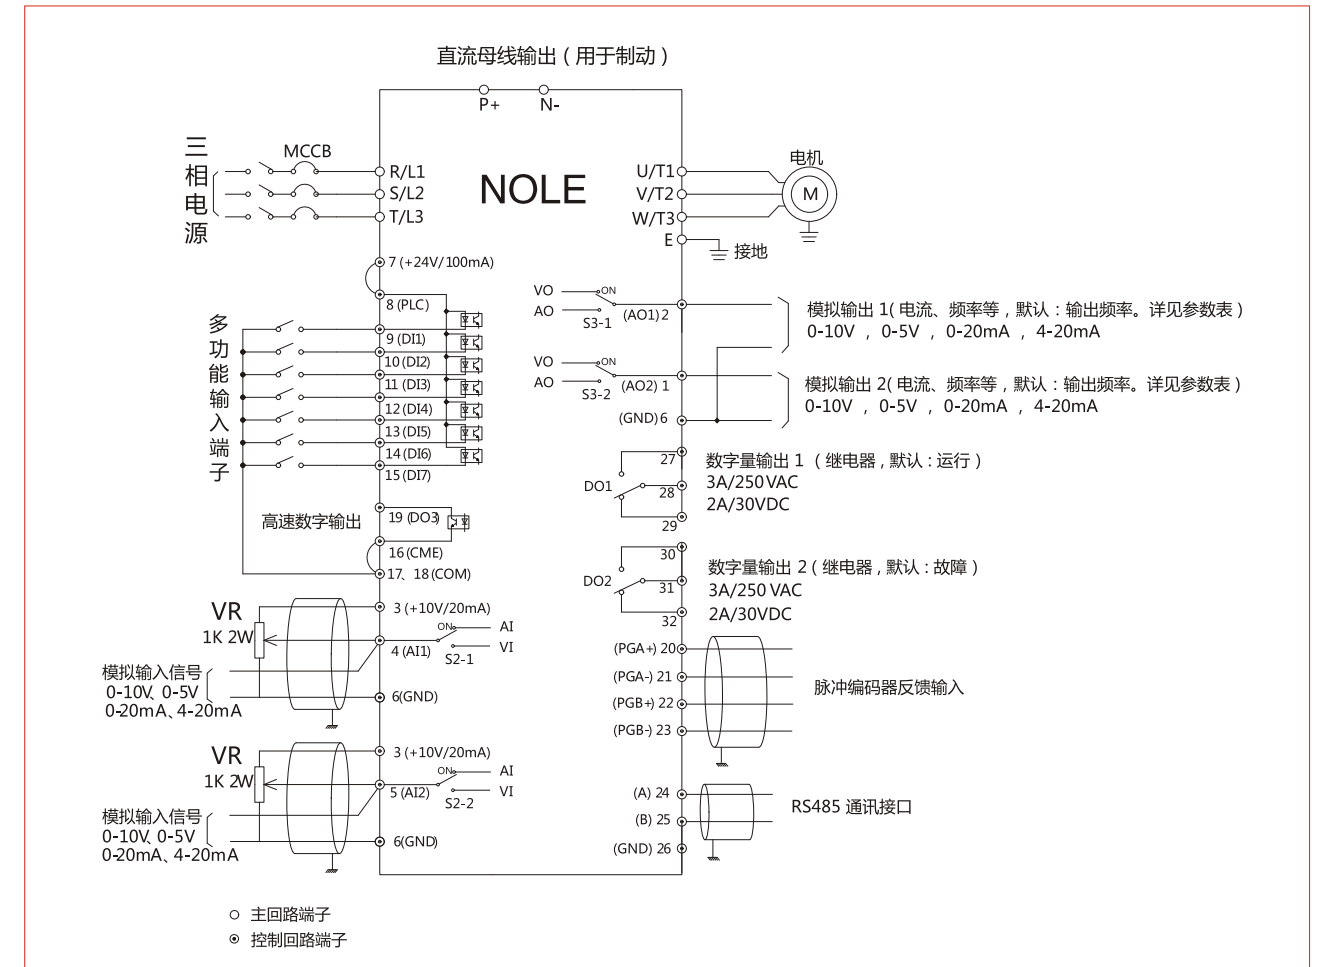 直流母线输出 ( 用于制动 )
P+
N-
三相电源
MCCB
R/L1
S/L2
T/L3
NOLE
U/T1
V/T2
W/T3
E
电机
M
接地
7 (+24V/100mA)
8 (PLC)
多功能输入端子
9 (DI1)
10 (DI2)
11 (DI3)
12 (DI4)
13 (DI5)
14 (DI6)
15 (DI7)
高速数字输出
19 (DO3)
16 (CME)
17、18 (COM)
VO
ON
AO
S3-1
(AO1) 2
模拟输出 1( 电流、频率等 , 默认 : 输出频率。详见参数表 )
0-10V , 0-5V , 0-20mA , 4-20mA
VO
ON
AO
S3-2
(AO2) 1
模拟输出 2( 电流、频率等 , 默认 : 输出频率。详见参数表 )
0-10V , 0-5V , 0-20mA , 4-20mA
(GND) 6
27
DO1
28
29
数字量输出 1 ( 继电器 , 默认 : 运行 )
3A/250 VAC
2A/30VDC
30
DO2
31
32
数字量输出 2 ( 继电器 , 默认 : 故障 )
3A/250 VAC
2A/30VDC
VR
1K 2W
3 (+10V/20mA)
4 (AI1)
ON
AI
VI
S2-1
模拟输入信号
0-10V、0-5V
0-20mA、4-20mA
6(GND)
VR
1K 2W
3 (+10V/20mA)
5 (AI2)
ON
AI
VI
S2-2
模拟输入信号
0-10V、0-5V
0-20mA、4-20mA
6(GND)
(PGA+) 20
(PGA-) 21
(PGB+) 22
(PGB-) 23
脉冲编码器反馈输入
(A) 24
(B) 25
(GND) 26
RS485 通讯接口
主回路端子
控制回路端子